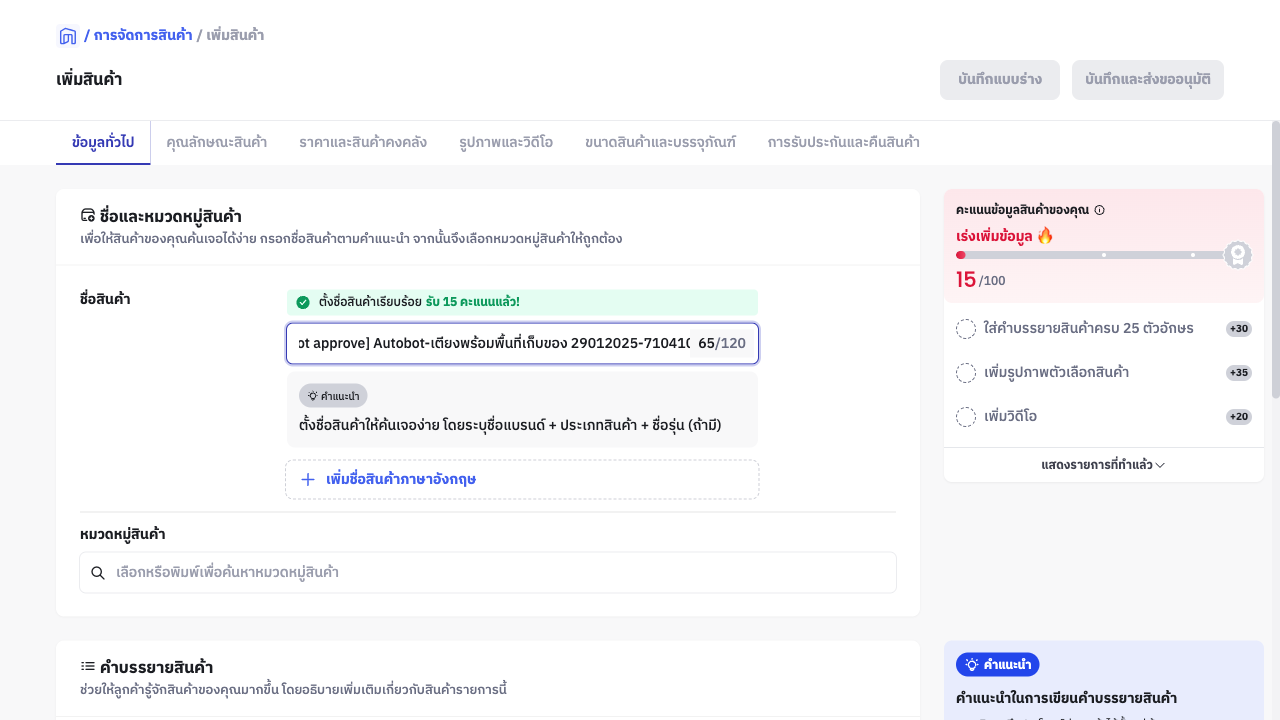 / การจัดการสินค้า / เพิ่มสินค้า
เพิ่มสินค้า
บันทึกแบบร่าง
บันทึกและส่งขออนุมัติ
ข้อมูลทั่วไป
คุณลักษณะสินค้า
ราคาและสินค้าคงคลัง
รูปภาพและวิดีโอ
ขนาดสินค้าและบรรจุภัณฑ์
การรับประกันและคืนสินค้า
ชื่อและหมวดหมู่สินค้า
เพื่อให้สินค้าของคุณค้นเจอได้ง่าย กรอกชื่อสินค้าตามคำแนะนำ จากนั้นจึงเลือกหมวดหมู่สินค้าให้ถูกต้อง
ชื่อสินค้า
ตั้งชื่อสินค้าเรียบร้อย รับ 15 คะแนนแล้ว!
ot approve] Autobot-เตียงพร้อมพื้นที่เก็บของ 29012025-710410
65/120
คำแนะนำ
ตั้งชื่อสินค้าให้ค้นเจอง่าย โดยระบุชื่อแบรนด์ + ประเภทสินค้า + ชื่อรุ่น (ถ้ามี)
เพิ่มชื่อสินค้าภาษาอังกฤษ
หมวดหมู่สินค้า
เลือกหรือพิมพ์เพื่อค้นหาหมวดหมู่สินค้า
คำบรรยายสินค้า
ช่วยให้ลูกค้ารู้จักสินค้าของคุณมากขึ้น โดยอธิบายเพิ่มเติมเกี่ยวกับสินค้ารายการนี้
คะแนนข้อมูลสินค้าของคุณ
เร่งเพิ่มข้อมูล
15 /100
ใส่คำบรรยายสินค้าครบ 25 ตัวอักษร
+30
เพิ่มรูปภาพตัวเลือกสินค้า
+35
เพิ่มวิดีโอ
+20
แสดงรายการที่ทำแล้ว
คำแนะนำ
คำแนะนำในการเขียนคำบรรยายสินค้า